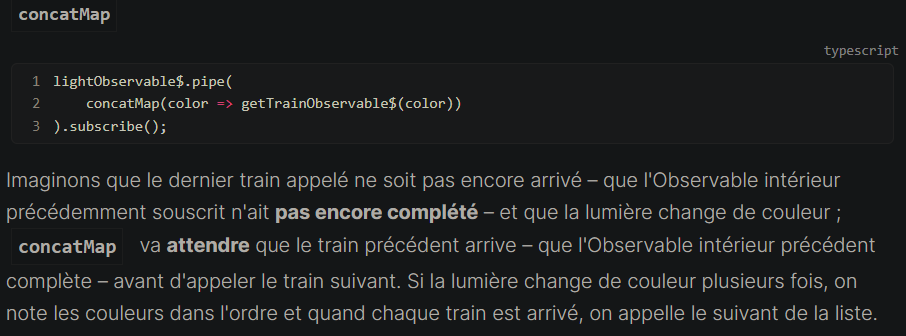 concatMap
typescript
1 lightObservable$.pipe(
2 concatMap(color => getTrainObservable$(color))
3 ).subscribe();
Imaginons que le dernier train appelé ne soit pas encore arrivé – que l'Observable intérieur
précédemment souscrit n'ait pas encore complété – et que la lumière change de couleur ;
concatMap va attendre que le train précédent arrive – que l'Observable intérieur précédent
complète – avant d'appeler le train suivant. Si la lumière change de couleur plusieurs fois, on
note les couleurs dans l'ordre et quand chaque train est arrivé, on appelle le suivant de la liste.